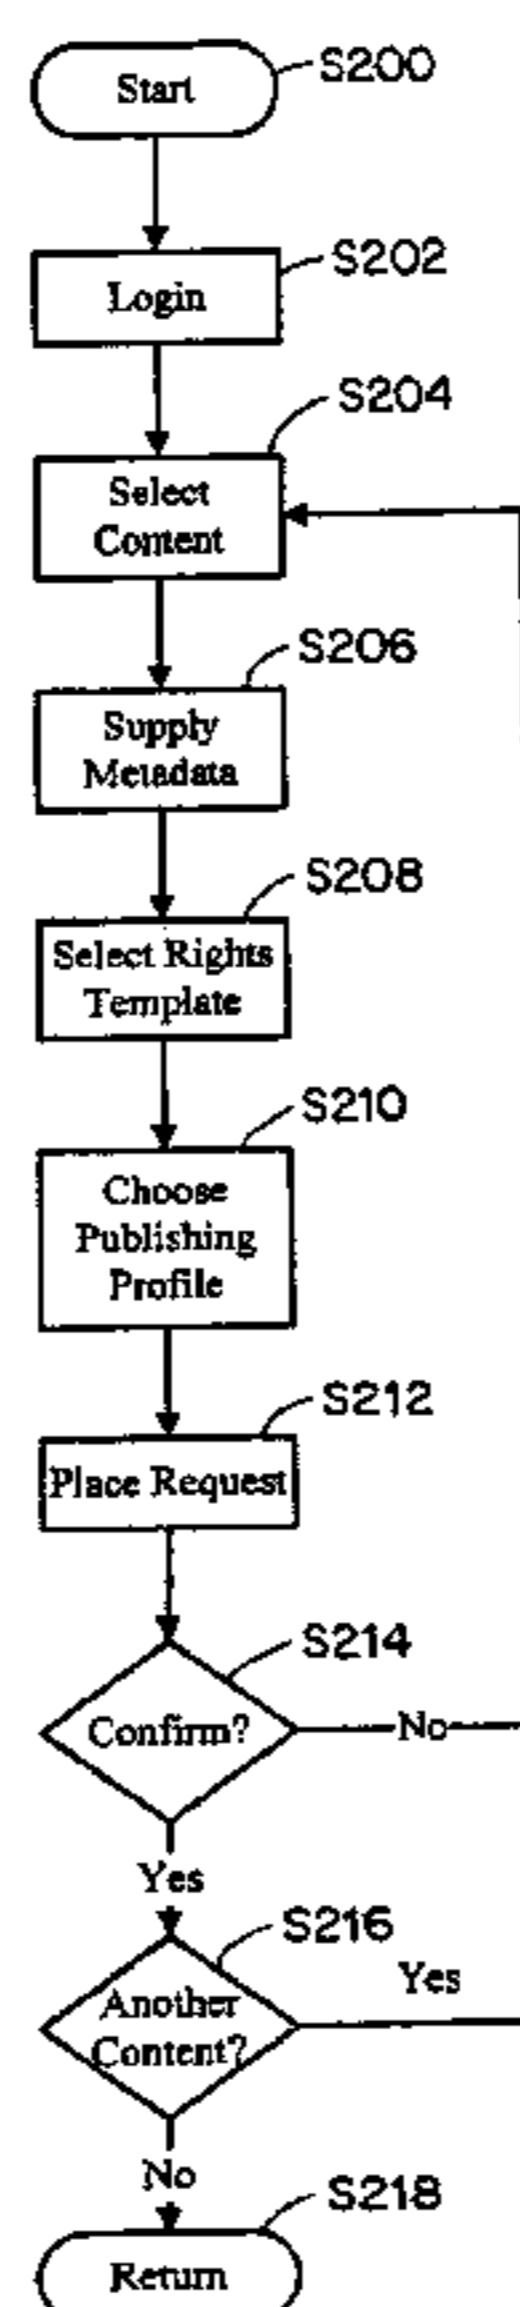 Start
S200
S202
Login
S204
Select
Content
S206
Supply
Metadata
S208
Select Rights
Template
S210
Choose
Publishing
Profile
S212
Place Request
S214
Confirm?
No
Yes
S216
Yes
Another
Content?
No
S218
Return